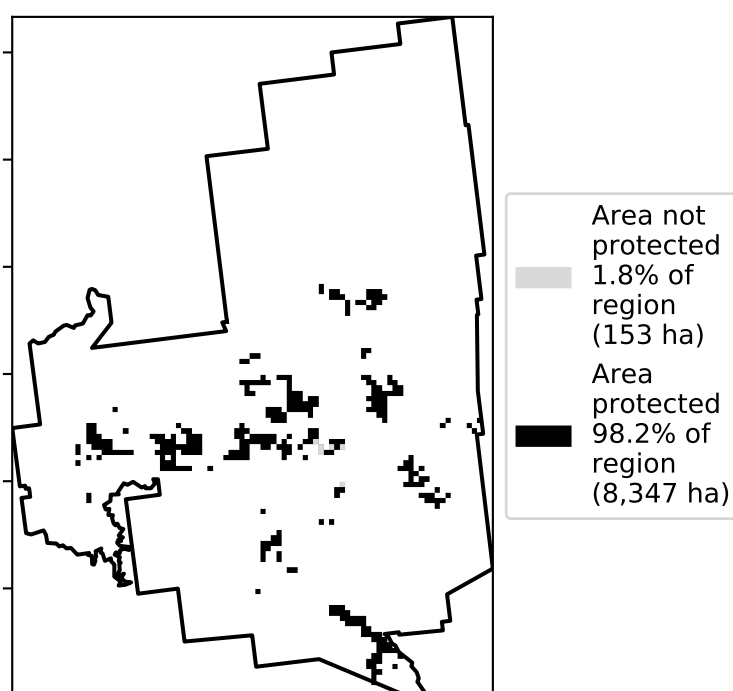 Area not
protected
1.8% of
region
(153 ha)
Area
protected
98.2% of
region
(8,347 ha)